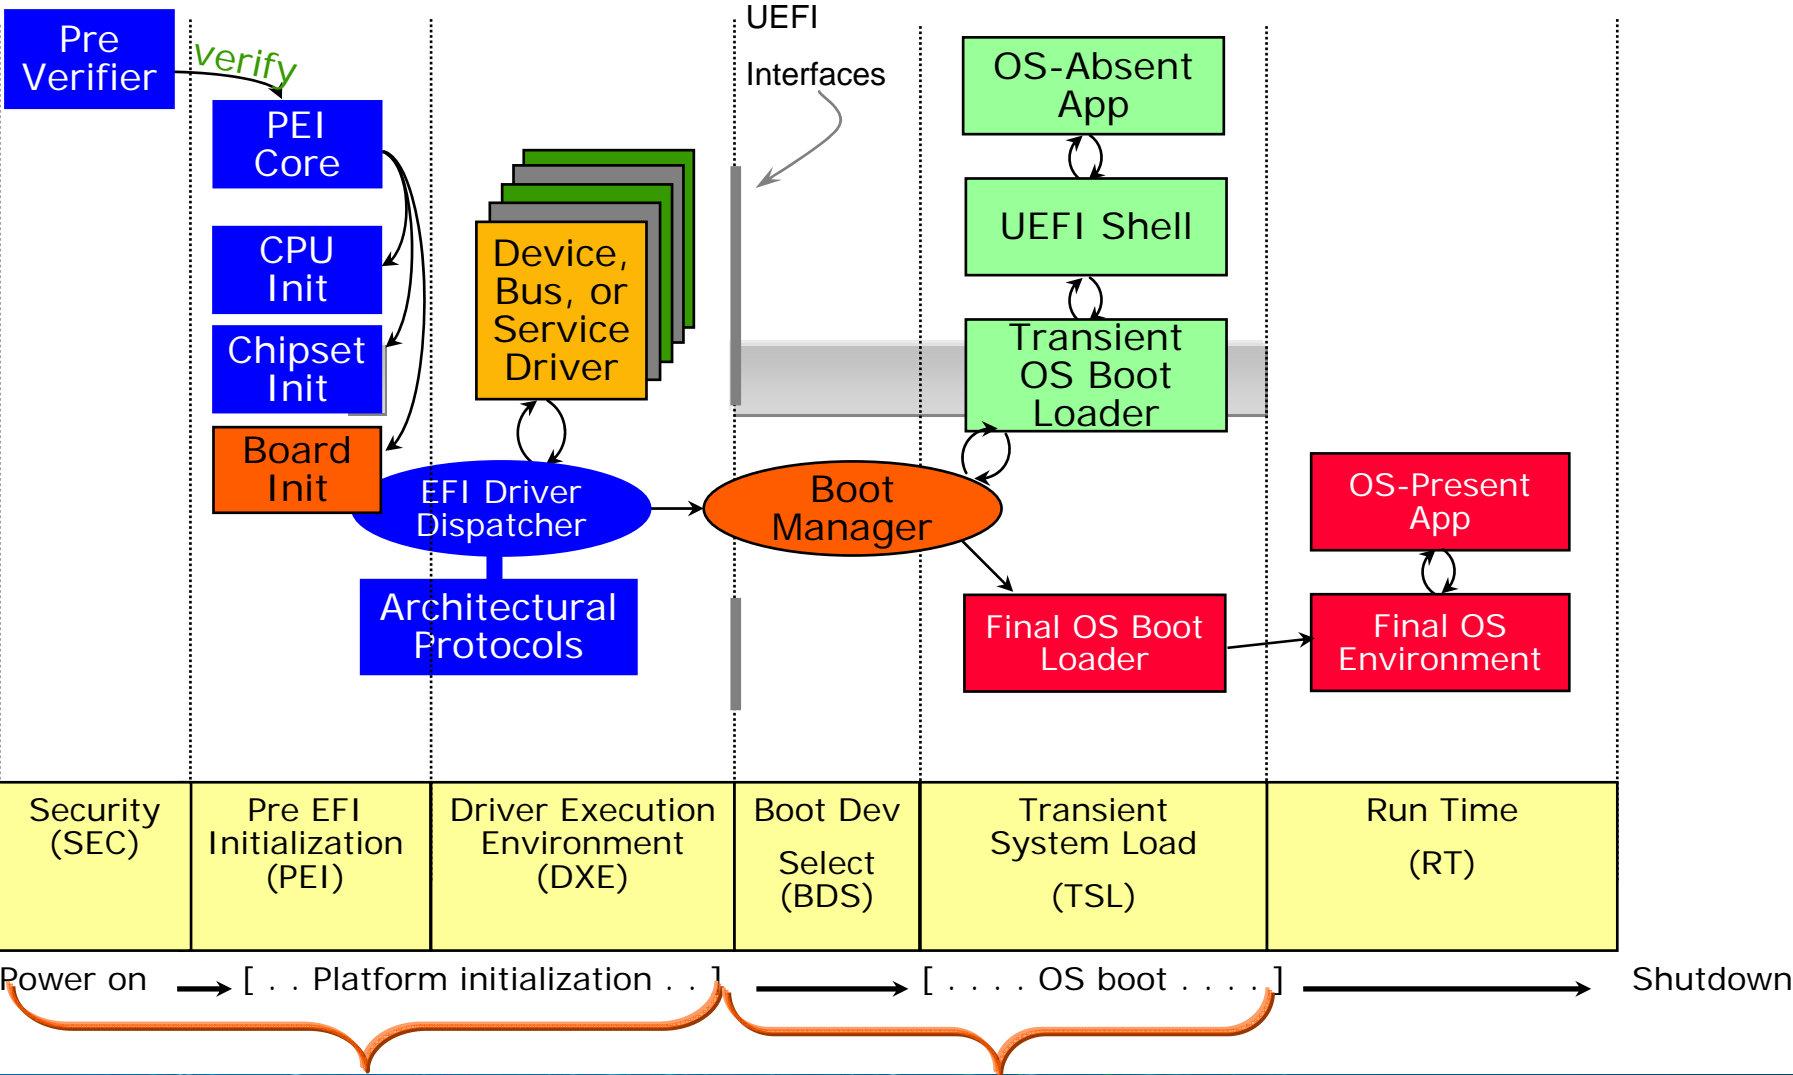 Pre
Verifier
verify
PEI
Core
CPU
Init
Chipset
Init
Board
Init
Device,
Bus, or
Service
Driver
EFI Driver
Dispatcher
Architectural
Protocols
UEFI
Interfaces
Boot
Manager
OS-Absent
App
UEFI Shell
Transient
OS Boot
Loader
Final OS Boot
Loader
OS-Present
App
Final OS
Environment
Security
(SEC)
Pre EFI
Initialization
(PEI)
Driver Execution
Environment
(DXE)
Boot Dev
Select
(BDS)
Transient
System Load
(TSL)
Run Time
(RT)
Power on [ . . Platform initialization . . ] [ . . . . OS boot . . . . ] Shutdown